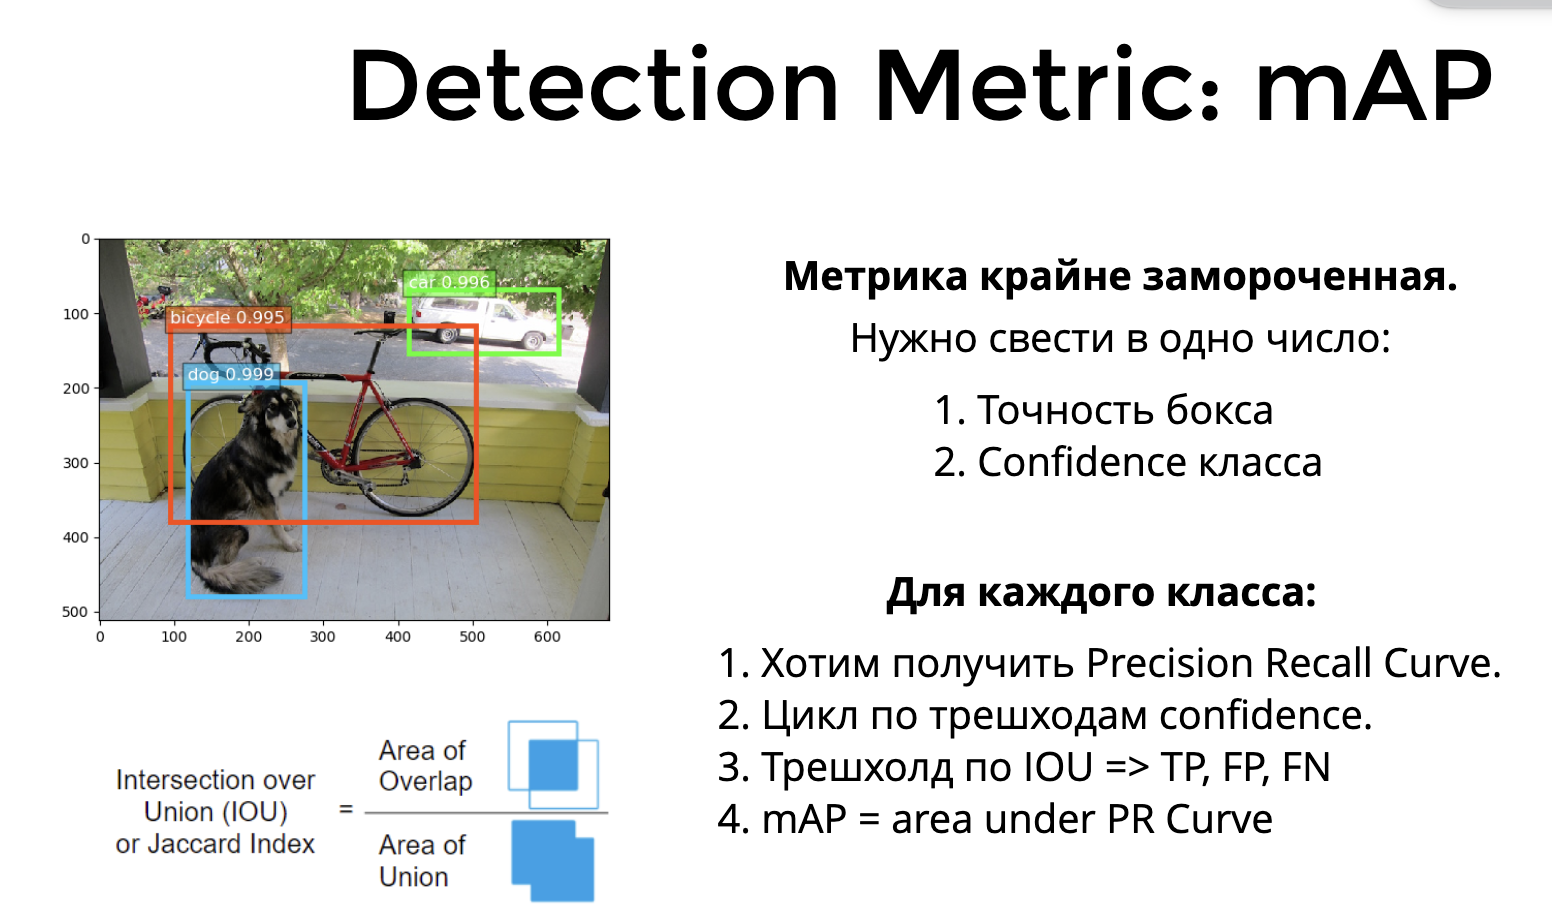 Detection Metric: mAP
0
100
200
300
400
500
0 100 200 300 400 500 600
car 0.996
bicycle 0.995
dog 0.999
Метрика крайне замороченная.
Нужно свести в одно число:
1. Точность бокса
2. Confidence класса
Для каждого класса:
1. Хотим получить Precision Recall Curve.
2. Цикл по трешходам confidence.
3. Трешхолд по IOU => TP, FP, FN
4. mAP = area under PR Curve
Intersection over
Union (IOU)
or Jaccard Index
=
Area of
Overlap
Area of
Union